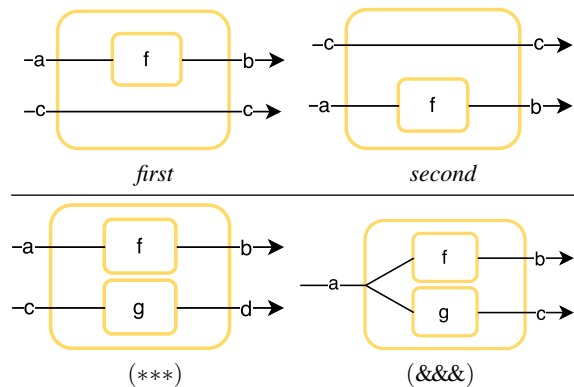 a f b
c c
first
c c
a f b
second
a f b
c g d
(∗∗∗)
a f b
g c
(&&&)